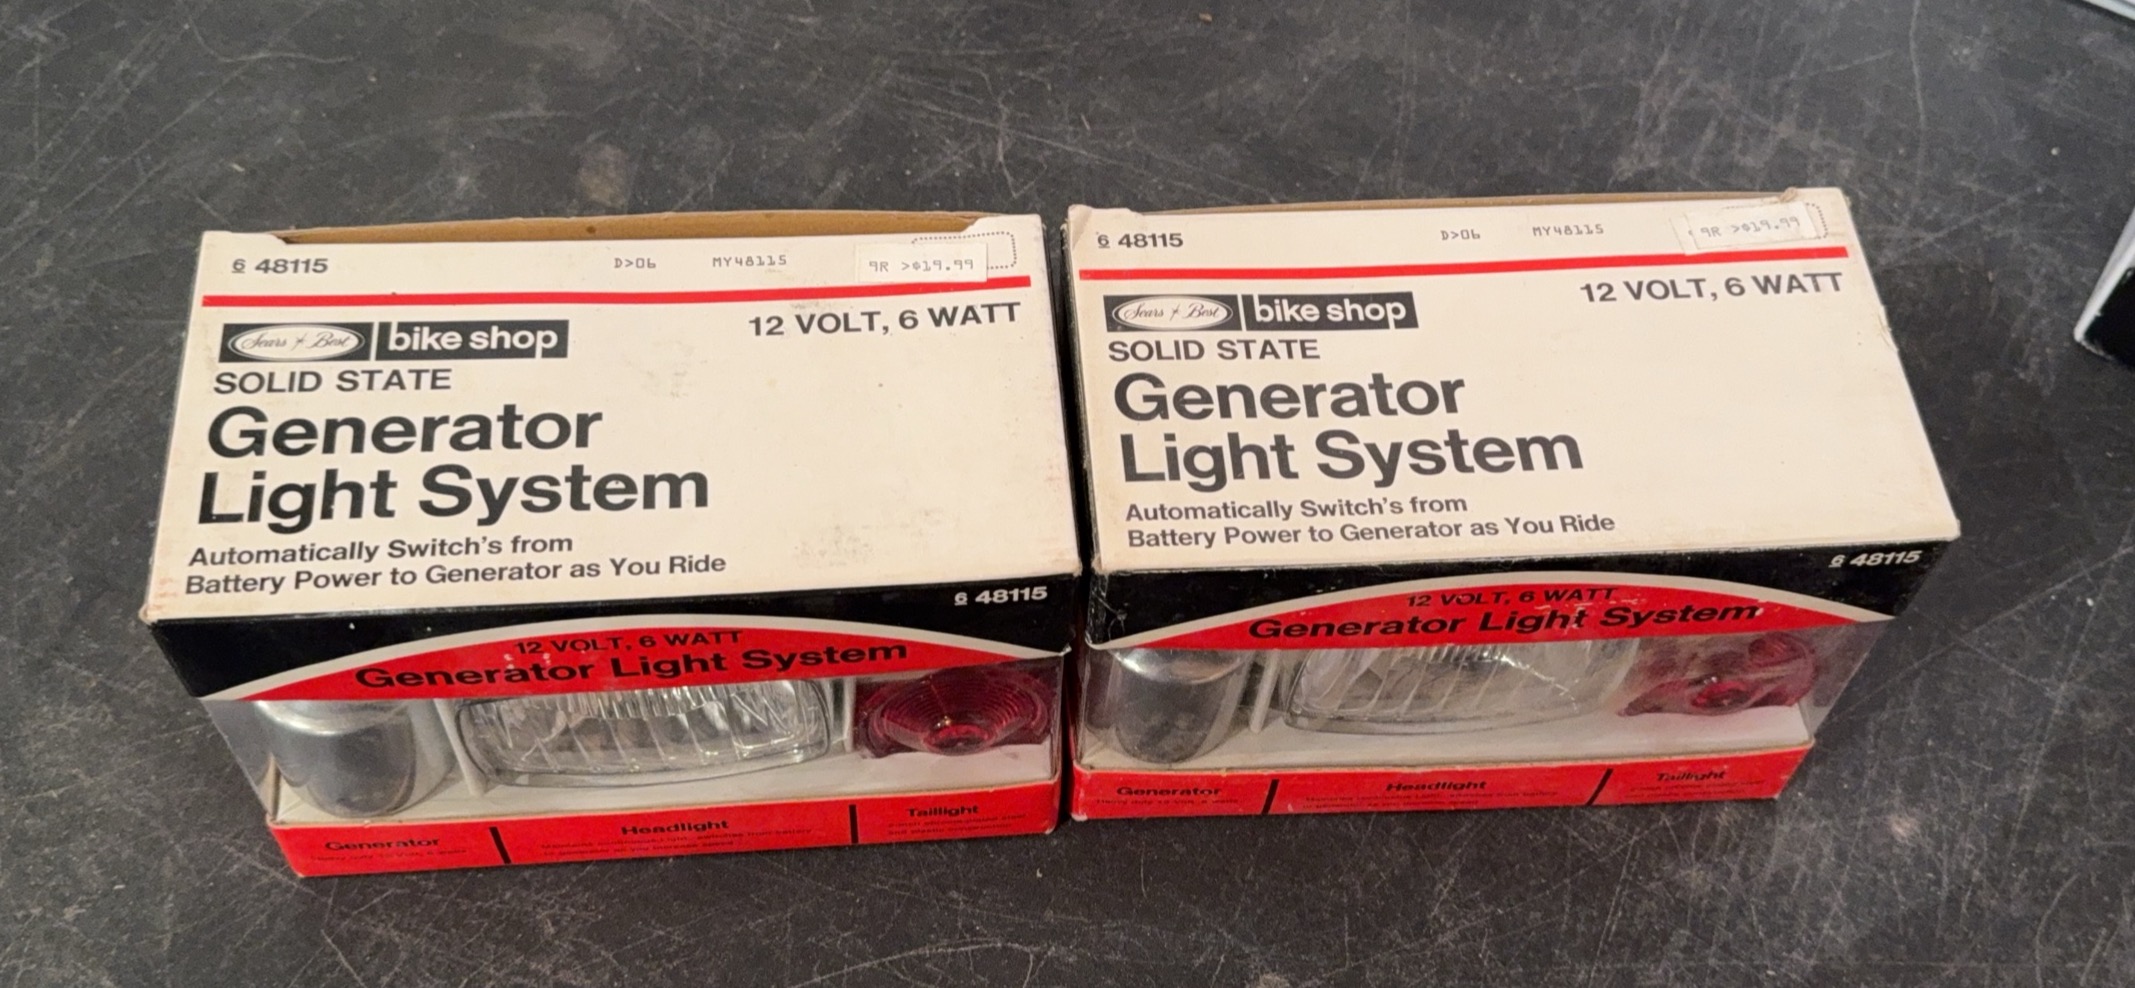 6 48115
D>06 MY48115 9R >$19.99
Sears Best bike shop
12 VOLT, 6 WATT
SOLID STATE
Generator
Light System
Automatically Switch's from
Battery Power to Generator as You Ride
6 48115
12 VOLT, 6 WATT
Generator Light System
Generator
Headlight
Taillight
6 48115
D>06 MY48115 9R >$19.99
Sears Best bike shop
12 VOLT, 6 WATT
SOLID STATE
Generator
Light System
Automatically Switch's from
Battery Power to Generator as You Ride
6 48115
12 VOLT, 6 WATT
Generator Light System
Generator
Headlight
Taillight